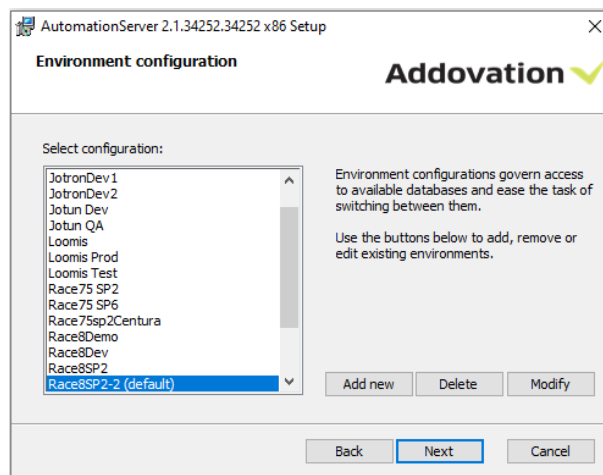 AutomationServer 2.1.34252.34252 x86 Setup
Environment configuration
Addovation
Select configuration:
JotronDev1
JotronDev2
Jotun Dev
Jotun QA
Loomis
Loomis Prod
Loomis Test
Race75 SP2
Race75 SP6
Race75sp2Centura
Race8Demo
Race8Dev
Race8SP2
Race8SP2-2 (default)
Environment configurations govern access
to available databases and ease the task of
switching between them.
Use the buttons below to add, remove or
edit existing environments.
Add new
Delete
Modify
Back
Next
Cancel